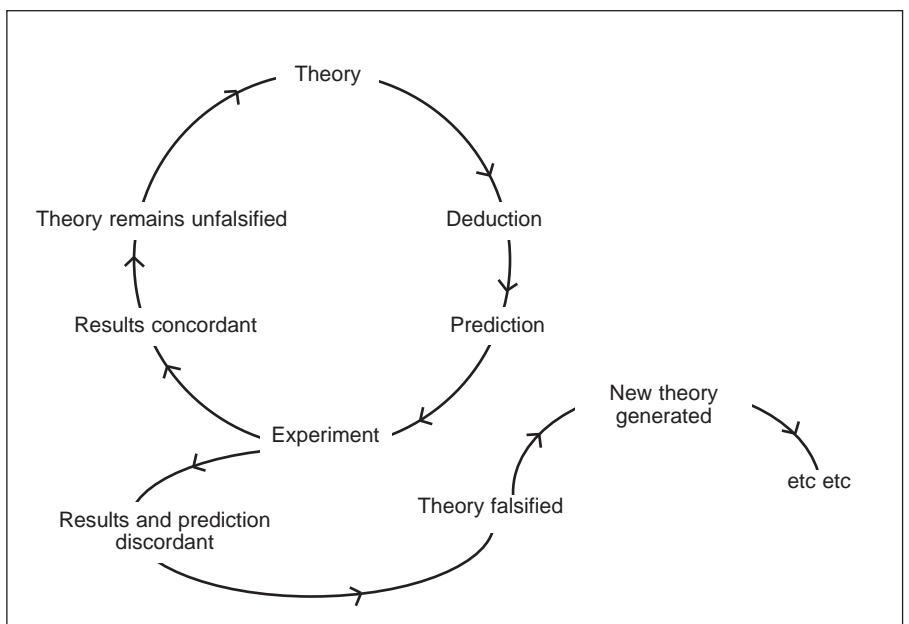 Theory
Deduction
Prediction
Experiment
Results concordant
Theory remains unfalsified
Results and prediction
discordant
Theory falsified
New theory
generated
etc etc